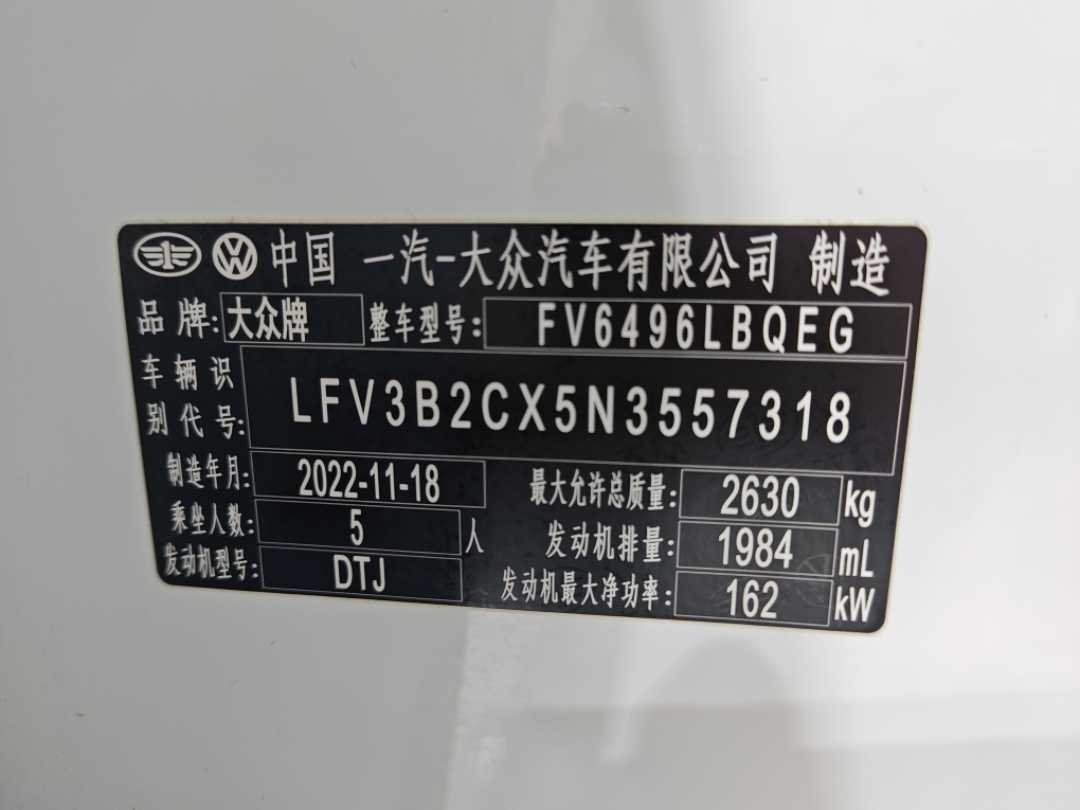 中国 一汽-大众汽车有限公司 制造
品牌: 大众牌 整车型号: FV6496LBQEG
车辆识别代号: LFV3B2CX5N3557318
制造年月: 2022-11-18 最大允许总质量: 2630 kg
乘坐人数: 5 人 发动机排量: 1984 mL
发动机型号: DTJ 发动机最大净功率: 162 kW